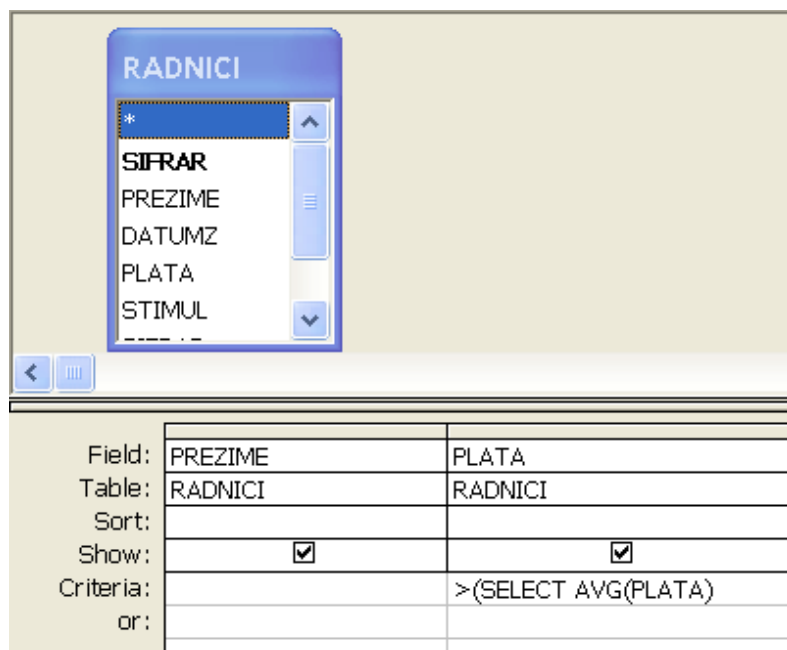 RADNICI
*
SIFRAR
PREZIME
DATUMZ
PLATA
STIMUL
Field: PREZIME PLATA
Table: RADNICI RADNICI
Sort:
Show:
Criteria: >(SELECT AVG(PLATA)
or: